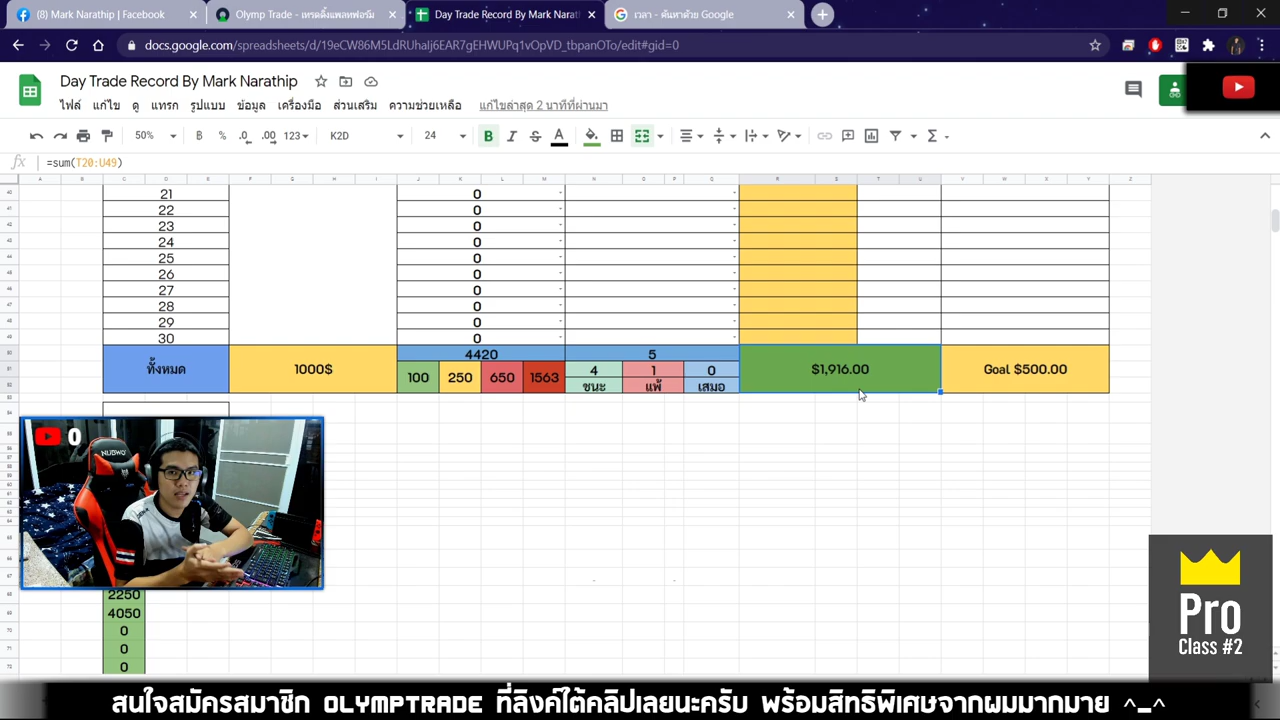 (8) Mark Narathip | Facebook
Olymp Trade - เทรดดิ้งแพลทฟอร์ม
Day Trade Record By Mark Narat
เวลา - ค้นหาด้วย Google
docs.google.com/spreadsheets/d/19eCW86M5LdRUhaIj6EAR7gEHWUPq1vOpVD_tbpanOTo/edit#gid=0
Day Trade Record By Mark Narathip
ไฟล์ แก้ไข ดู แทรก รูปแบบ ข้อมูล เครื่องมือ ส่วนเสริม ความช่วยเหลือ แก้ไขล่าสุด 2 นาทีที่ผ่านมา
50% ฿ % .0 .00 123 K2D 24 B I S A Σ
fx =sum(T20:U49)
21 0 - -
22 0 - -
23 0 - -
24 0 - -
25 0 - -
26 0 - -
27 0 - -
28 0 - -
29 0 - -
30 0 - -
ทั้งหมด 1000$ 4420 5 $1,916.00 Goal $500.00
100 250 650 1563 4 1 0
ชนะ แพ้ เสมอ
0
NUBWO
2250
4050
0
0
0
Pro
Class #2
สนใจสมัครสมาชิก OLYMPTRADE ที่ลิงค์ใต้คลิปเลยนะครับ พร้อมสิทธิพิเศษจากผมมากมาย ^_^